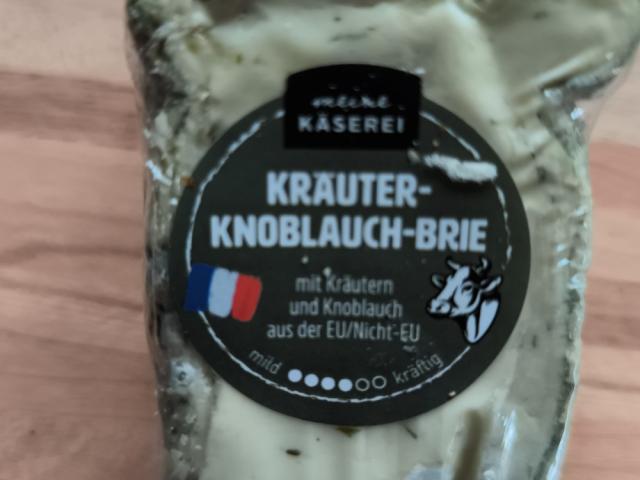 meine
KÄSEREI
KRÄUTER-
KNOBLAUCH-BRIE
mit Kräutern
und Knoblauch
aus der EU/Nicht-EU
mild kräftig